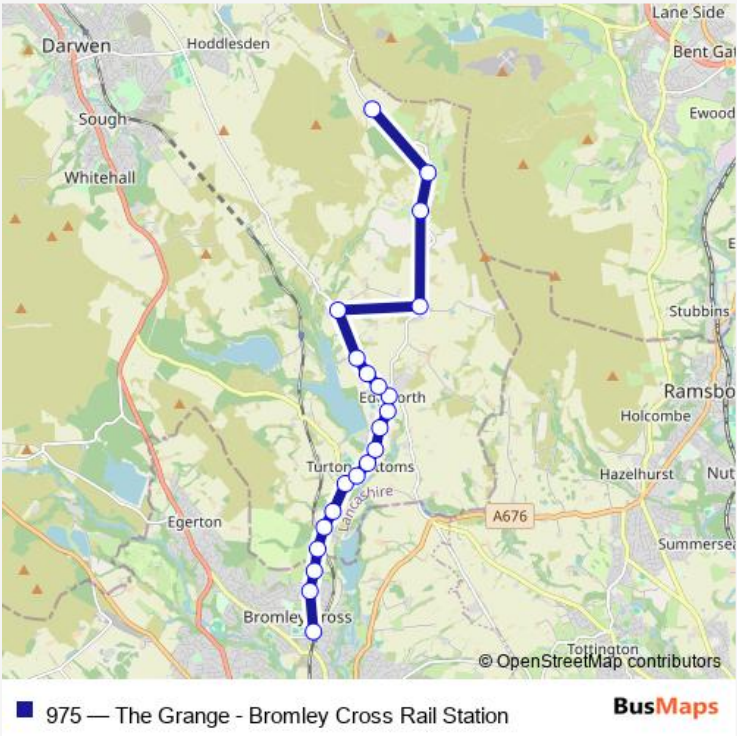 Lane Side
Darwen
Hoddlesden
Bent Gat
Ewood
Sough
Whitehall
Stubbins
Ramsbo
Edgworth
Holcombe
Turton Bottoms
Hazelhurst
Nut
Lancashire
A676
Egerton
Summersea
Bromley Cross
Tottington
© OpenStreetMap contributors
975 — The Grange - Bromley Cross Rail Station
BusMaps